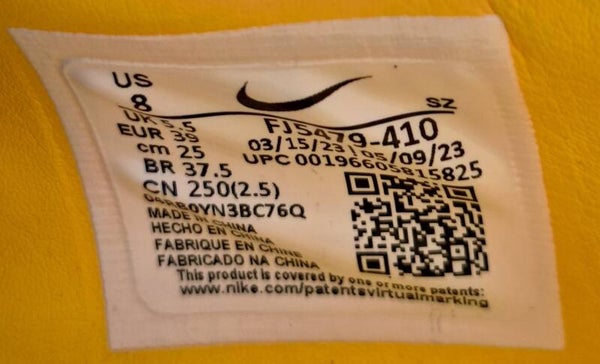 US
8
SZ
UK 5.5
EUR 39
cm 25
BR 37.5
CN 250(2.5)
FJ5479-410
03/15/23 05/09/23
UPC 00196605815825
MADE IN CHINA
HECHO EN CHINA
FABRIQUE EN CHINE
FABRICADO NA CHINA
This product is covered by one or more patents:
www.nike.com/patentsvirtualmarking